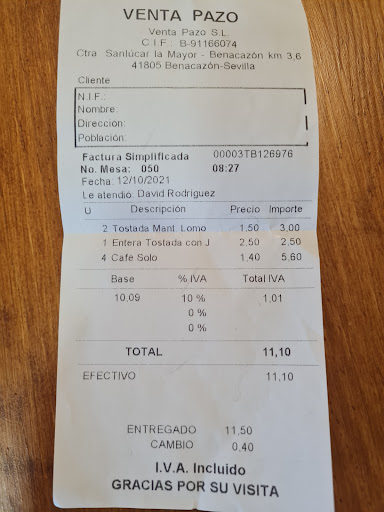 VENTA PAZO
Venta Pazo S.L.
C.I.F.: B-91166074
Ctra. Sanlúcar la Mayor - Benacazón km 3,6
41805 Benacazón-Sevilla
Cliente
N.I.F.:
Nombre:
Dirección:
Población:
Factura Simplificada 00003TB126976
No. Mesa: 050 08:27
Fecha: 12/10/2021
Le atendió: David Rodriguez
U Descripción Precio Importe
2 Tostada Mant. Lomo 1,50 3,00
1 Entera Tostada con J 2,50 2,50
4 Cafe Solo 1,40 5,60
Base % IVA Total IVA
10,09 10 % 1,01
0 %
0 %
TOTAL 11,10
EFECTIVO 11,10
ENTREGADO 11,50
CAMBIO 0,40
I.V.A. Incluido
GRACIAS POR SU VISITA